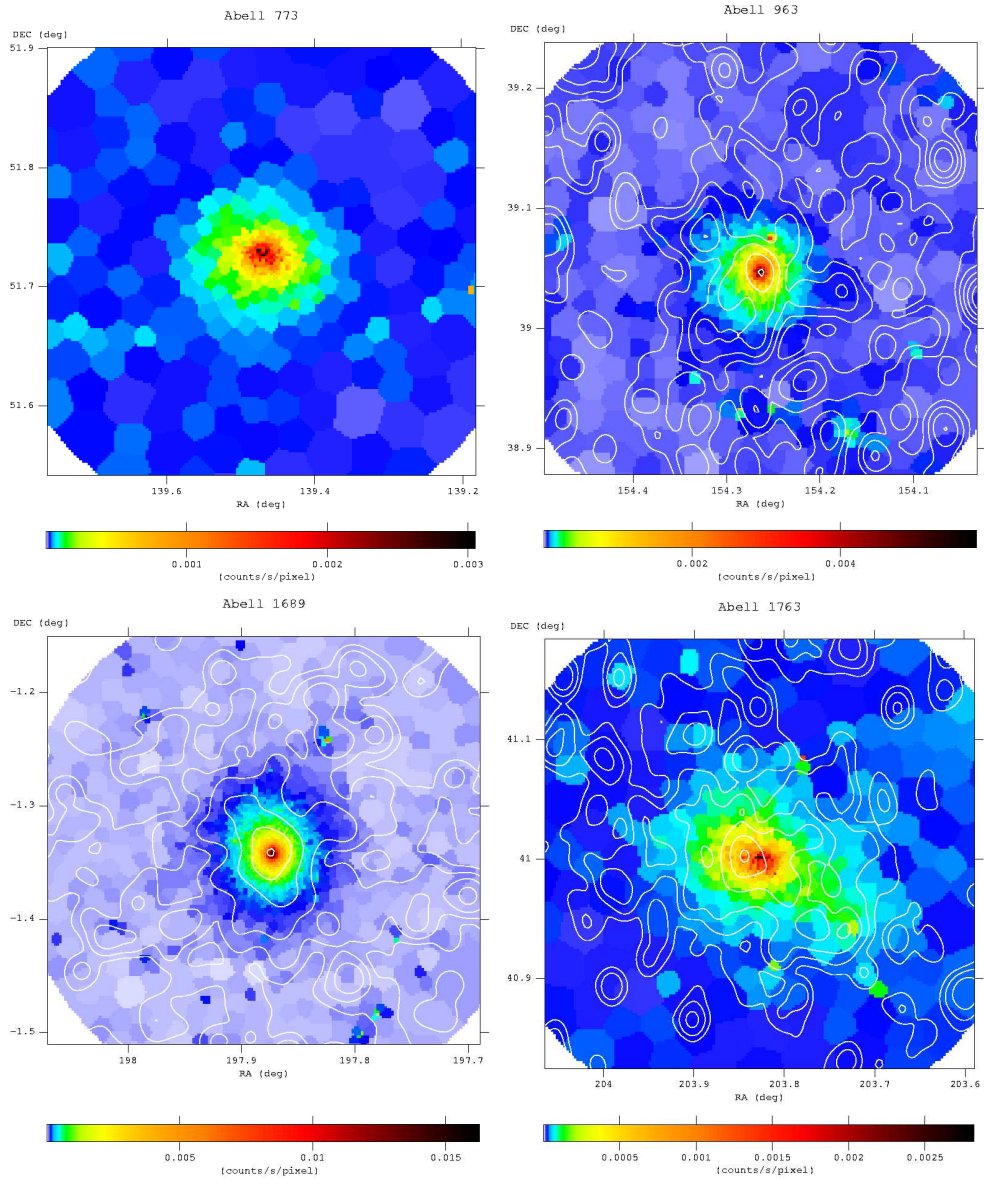 Abell 773
DEC (deg)
51.9
51.8
51.7
51.6
139.6 139.4 139.2
RA (deg)
0.001 0.002 0.003
(counts/s/pixel)
Abell 963
DEC (deg)
39.2
39.1
39
38.9
154.4 154.3 154.2 154.1
RA (deg)
0.002 0.004
(counts/s/pixel)
Abell 1689
DEC (deg)
-1.2
-1.3
-1.4
-1.5
198 197.9 197.8 197.7
RA (deg)
0.005 0.01 0.015
(counts/s/pixel)
Abell 1763
DEC (deg)
41.1
41
40.9
204 203.9 203.8 203.7 203.6
RA (deg)
0.0005 0.001 0.0015 0.002 0.0025
(counts/s/pixel)